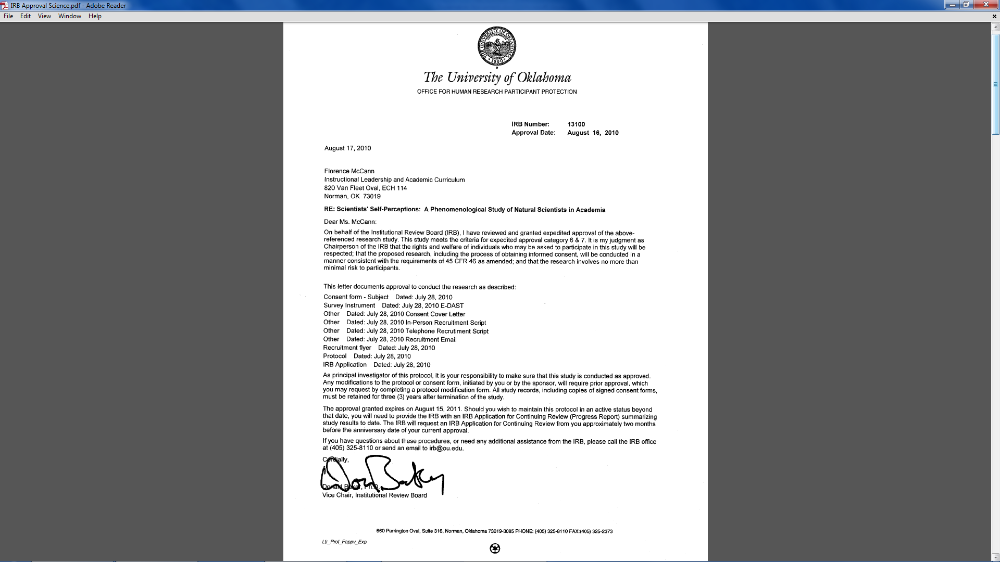 IRB Approval Science.pdf - Adobe Reader
File Edit View Window Help
THE UNIVERSITY OF OKLAHOMA
1890
The University of Oklahoma
OFFICE FOR HUMAN RESEARCH PARTICIPANT PROTECTION
IRB Number: 13100
Approval Date: August 16, 2010
August 17, 2010
Florence McCann
Instructional Leadership and Academic Curriculum
820 Van Fleet Oval, ECH 114
Norman, OK 73019
RE: Scientists' Self-Perceptions: A Phenomenological Study of Natural Scientists in Academia
Dear Ms. McCann:
On behalf of the Institutional Review Board (IRB), I have reviewed and granted expedited approval of the above-
referenced research study. This study meets the criteria for expedited approval category 6 & 7. It is my judgment as
Chairperson of the IRB that the rights and welfare of individuals who may be asked to participate in this study will be
respected; that the proposed research, including the process of obtaining informed consent, will be conducted in a
manner consistent with the requirements of 45 CFR 46 as amended; and that the research involves no more than
minimal risk to participants.
This letter documents approval to conduct the research as described:
Consent form - Subject Dated: July 28, 2010
Survey Instrument Dated: July 28, 2010 E-DAST
Other Dated: July 28, 2010 Consent Cover Letter
Other Dated: July 28, 2010 In-Person Recruitment Script
Other Dated: July 28, 2010 Telephone Recrutiment Script
Other Dated: July 28, 2010 Recruitment Email
Recruitment flyer Dated: July 28, 2010
Protocol Dated: July 28, 2010
IRB Application Dated: July 28, 2010
As principal investigator of this protocol, it is your responsibility to make sure that this study is conducted as approved.
Any modifications to the protocol or consent form, initiated by you or by the sponsor, will require prior approval, which
you may request by completing a protocol modification form. All study records, including copies of signed consent forms,
must be retained for three (3) years after termination of the study.
The approval granted expires on August 15, 2011. Should you wish to maintain this protocol in an active status beyond
that date, you will need to provide the IRB with an IRB Application for Continuing Review (Progress Report) summarizing
study results to date. The IRB will request an IRB Application for Continuing Review from you approximately two months
before the anniversary date of your current approval.
If you have questions about these procedures, or need any additional assistance from the IRB, please call the IRB office
at (405) 325-8110 or send an email to irb@ou.edu.
Cordially,
Don Baker
Donald Baker, Ph.D.
Vice Chair, Institutional Review Board
660 Parrington Oval, Suite 316, Norman, Oklahoma 73019-3085 PHONE: (405) 325-8110 FAX:(405) 325-2373
Ltr_Prot_Fappv_Exp